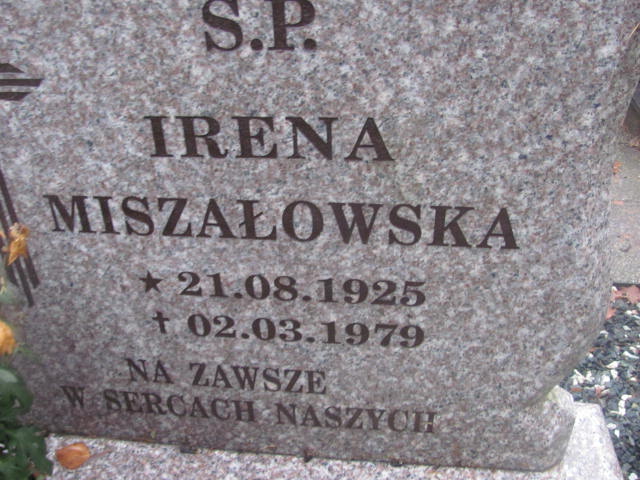 S.P.
IRENA
MISZAŁOWSKA
★ 21.08.1925
✝ 02.03.1979
NA ZAWSZE
W SERCACH NASZYCH